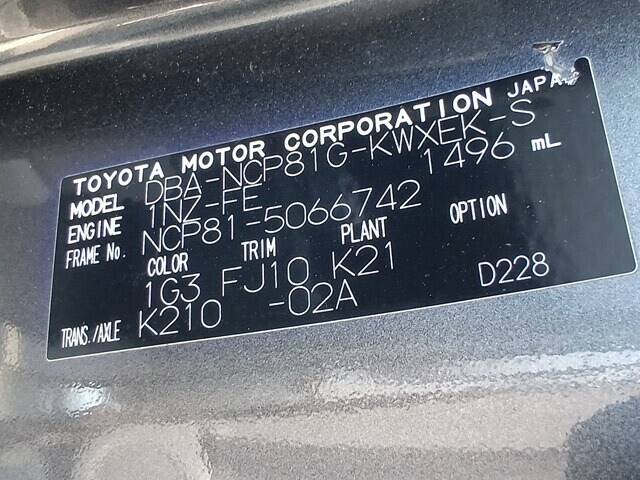 TOYOTA MOTOR CORPORATION JAPAN
MODEL DBA-NCP81G-KWXEK-S
ENGINE 1NZ-FE 1496 mL
FRAME No. NCP81-5066742
COLOR TRIM PLANT OPTION
1G3 FJ10 K21
TRANS./AXLE K210 -02A D228